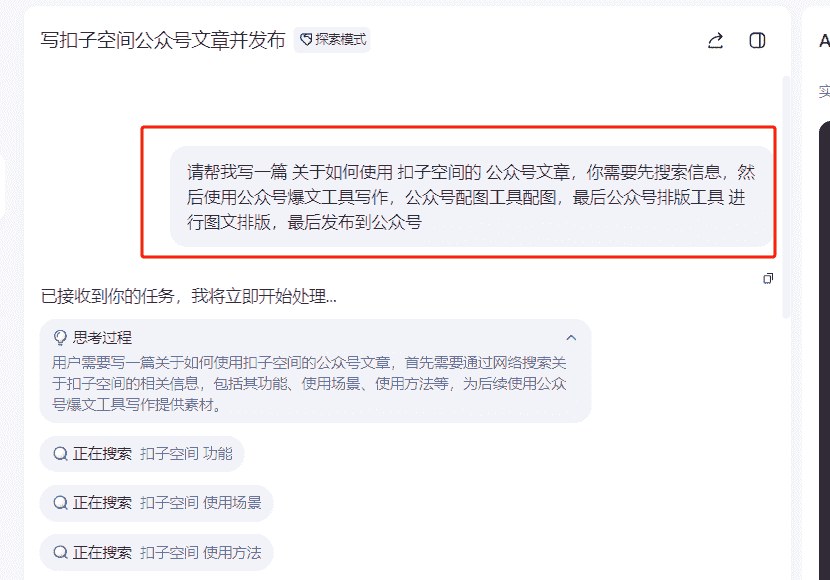 写扣子空间公众号文章并发布 探索模式
请帮我写一篇 关于如何使用 扣子空间的 公众号文章，你需要先搜索信息，然
后使用公众号爆文工具写作，公众号配图工具配图，最后公众号排版工具 进
行图文排版，最后发布到公众号
已接收到你的任务，我将立即开始处理...
思考过程
用户需要写一篇关于如何使用扣子空间的公众号文章，首先需要通过网络搜索关
于扣子空间的相关信息，包括其功能、使用场景、使用方法等，为后续使用公众
号爆文工具写作提供素材。
正在搜索 扣子空间 功能
正在搜索 扣子空间 使用场景
正在搜索 扣子空间 使用方法